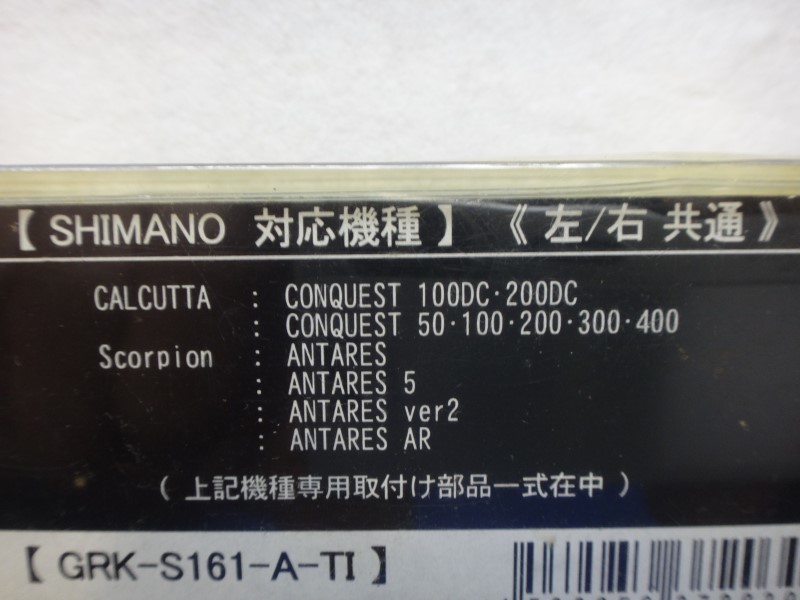 【 SHIMANO 対応機種 】 《 左/右 共通 》
CALCUTTA : CONQUEST 100DC・200DC
: CONQUEST 50・100・200・300・400
Scorpion : ANTARES
: ANTARES 5
: ANTARES ver2
: ANTARES AR
( 上記機種専用取付け部品一式在中 )
【 GRK-S161-A-TI 】